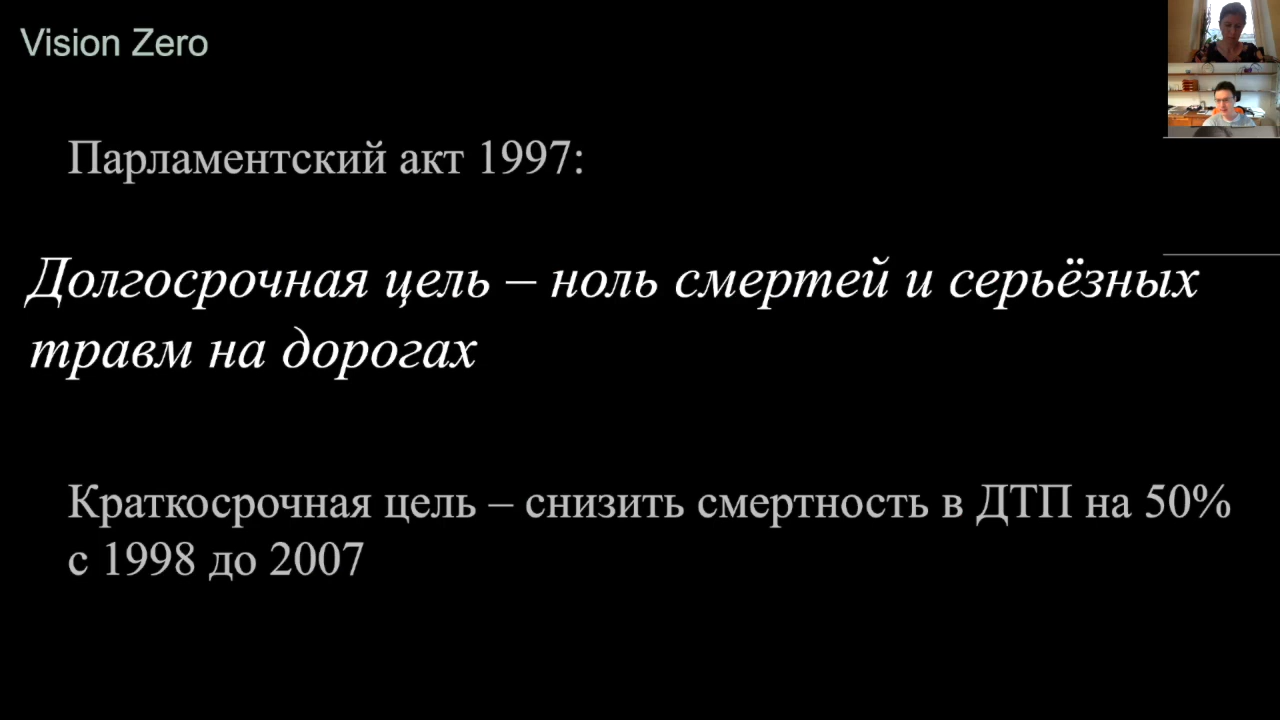 Vision Zero
Парламентский акт 1997:
Долгосрочная цель – ноль смертей и серьёзных
травм на дорогах
Краткосрочная цель – снизить смертность в ДТП на 50%
с 1998 до 2007